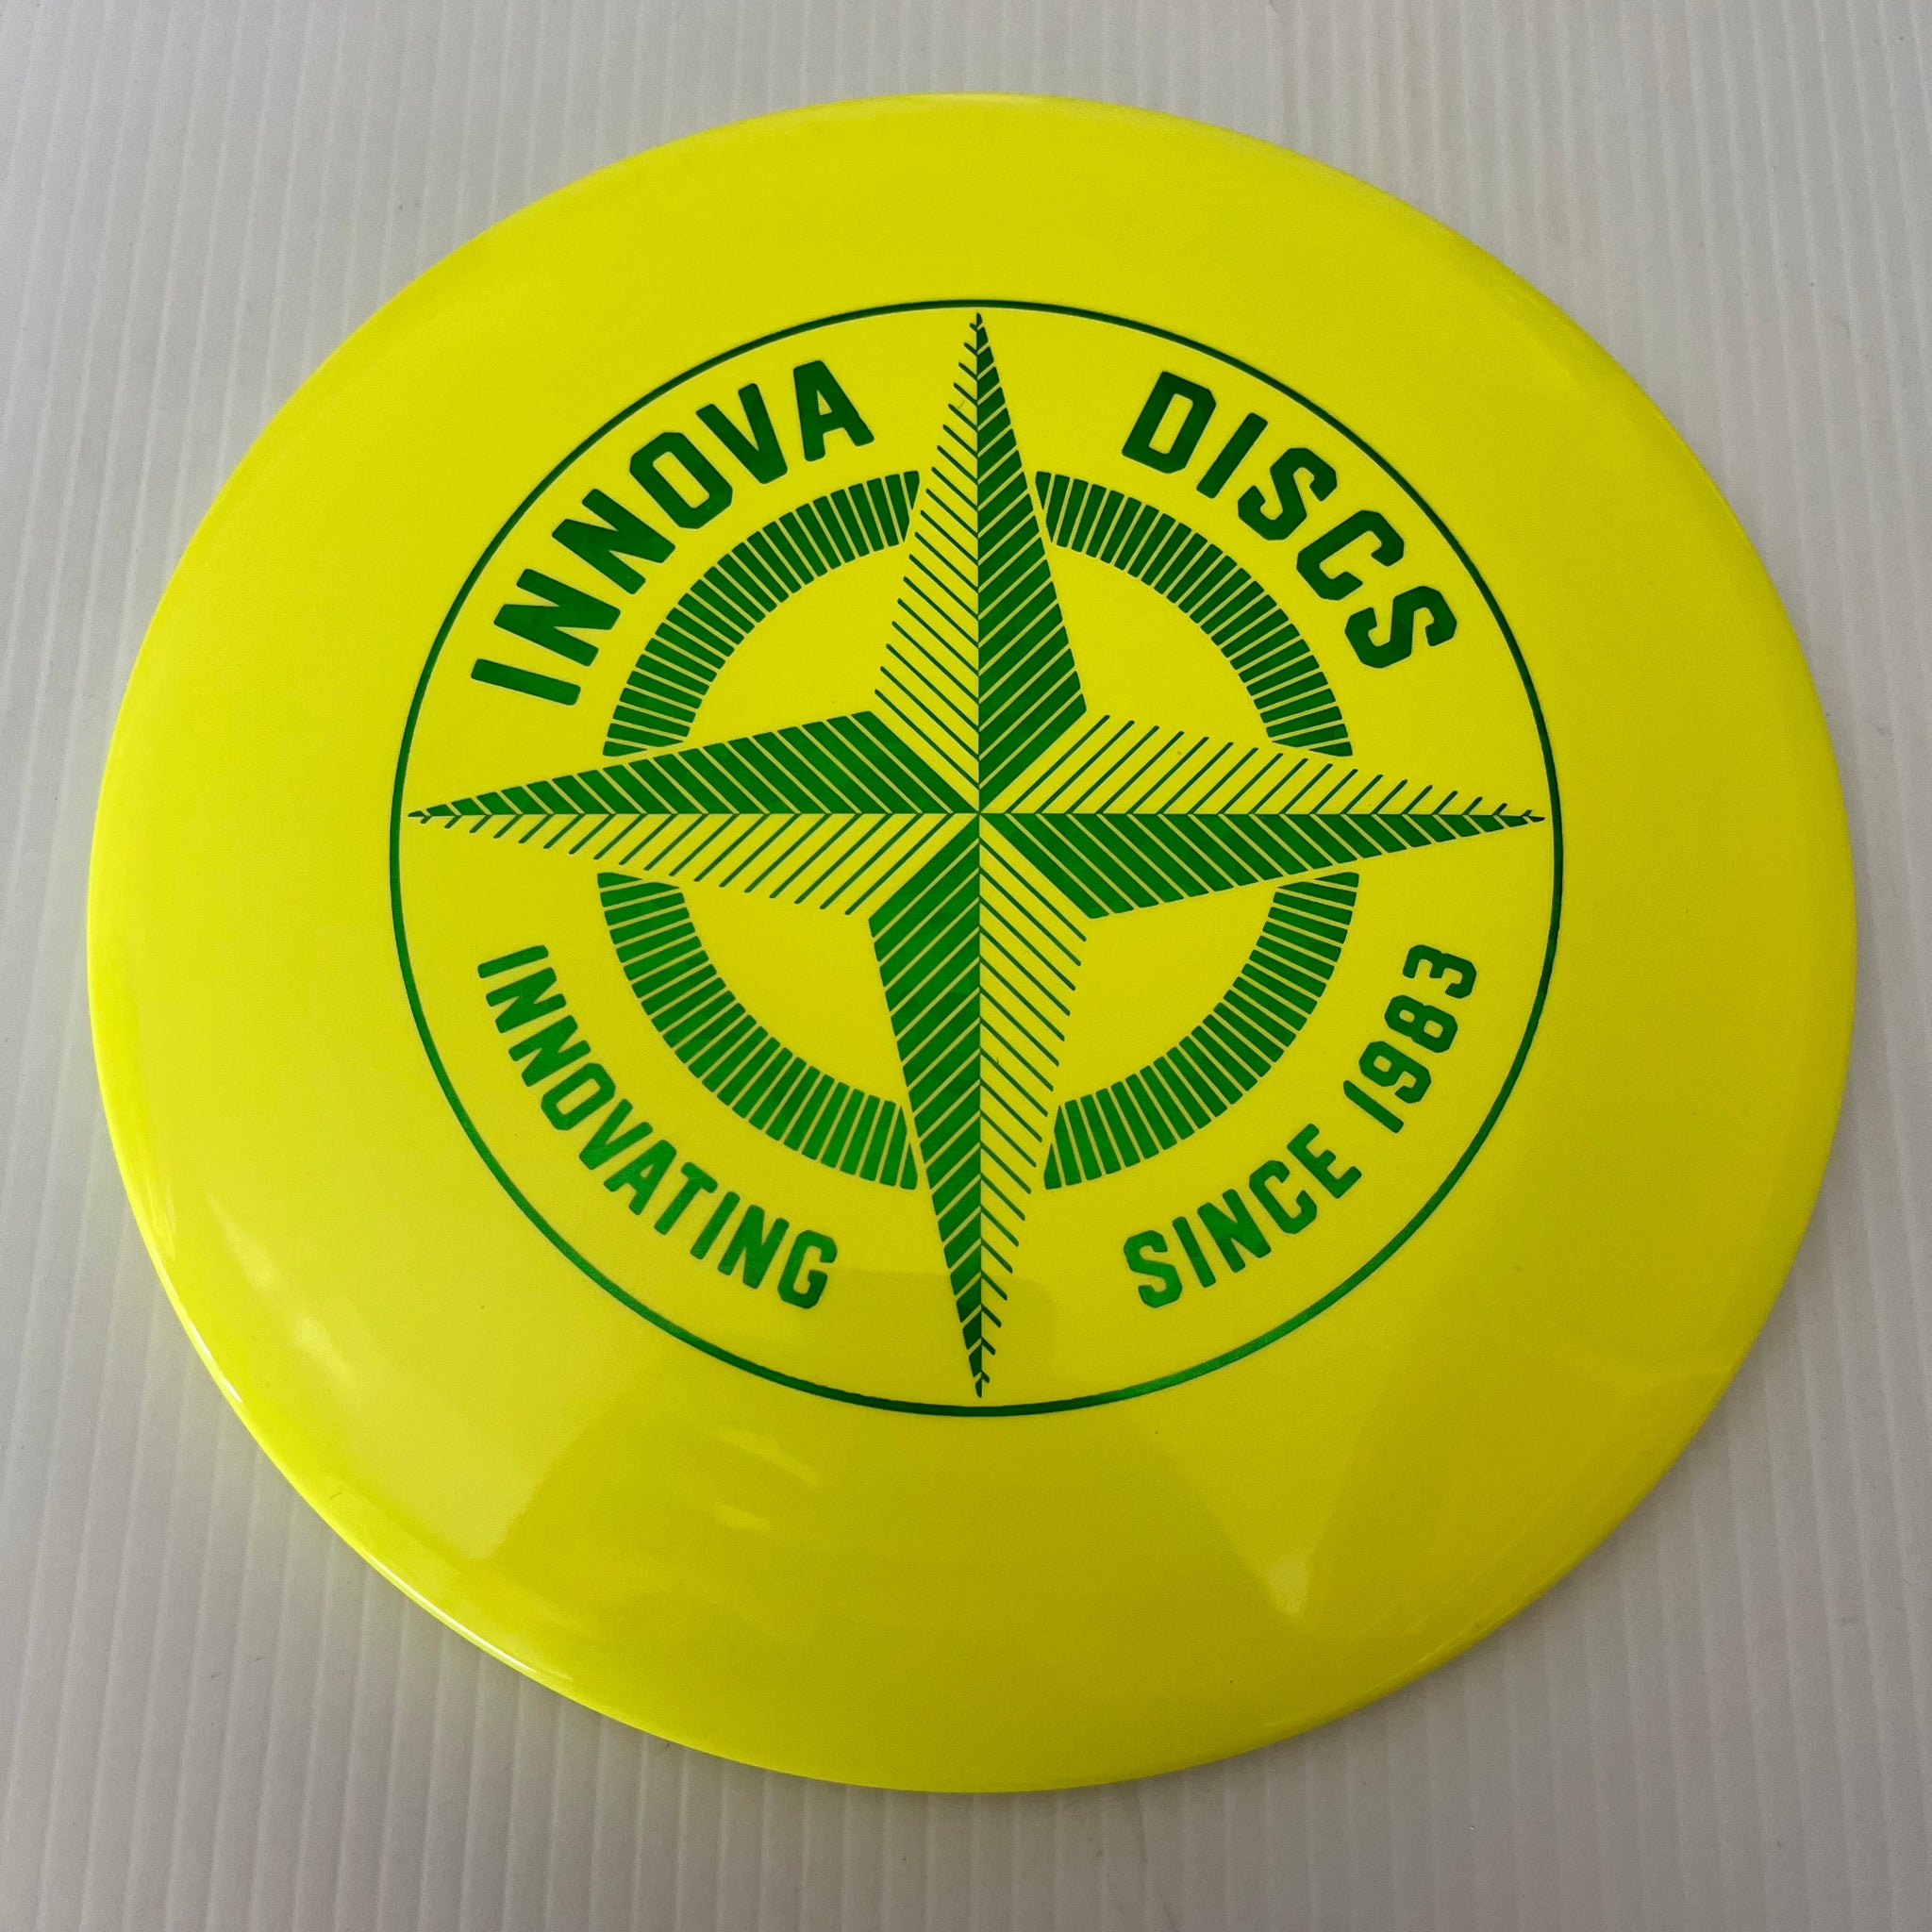 INNOVA DISCS
INNOVATING SINCE 1983